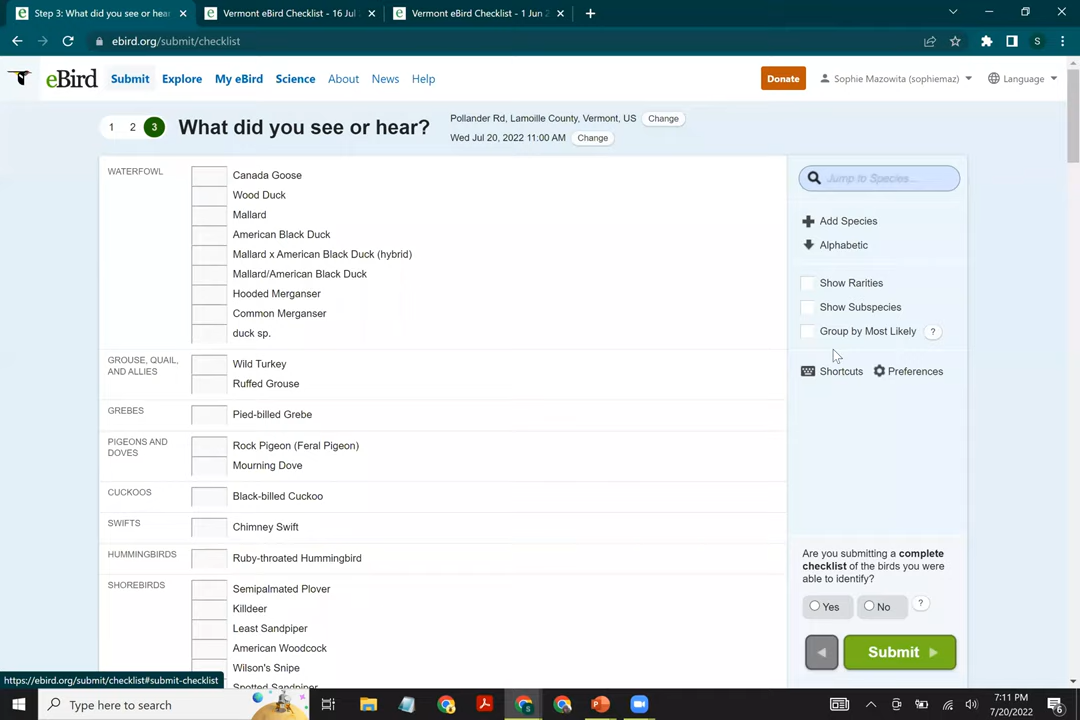 Step 3: What did you see or hear
Vermont eBird Checklist - 16 Jul
Vermont eBird Checklist - 1 Jun 2
ebird.org/submit/checklist
S
eBird
Submit
Explore
My eBird
Science
About
News
Help
Donate
Sophie Mazowita (sophiemaz)
Language
1 2 3 What did you see or hear?
Pollander Rd, Lamoille County, Vermont, US
Change
Wed Jul 20, 2022 11:00 AM
Change
WATERFOWL
Canada Goose
Wood Duck
Mallard
American Black Duck
Mallard x American Black Duck (hybrid)
Mallard/American Black Duck
Hooded Merganser
Common Merganser
duck sp.
GROUSE, QUAIL,
AND ALLIES
Wild Turkey
Ruffed Grouse
GREBES
Pied-billed Grebe
PIGEONS AND
DOVES
Rock Pigeon (Feral Pigeon)
Mourning Dove
CUCKOOS
Black-billed Cuckoo
SWIFTS
Chimney Swift
HUMMINGBIRDS
Ruby-throated Hummingbird
SHOREBIRDS
Semipalmated Plover
Killdeer
Least Sandpiper
American Woodcock
Wilson's Snipe
Spotted Sandpiper
Jump to Species...
Add Species
Alphabetic
Show Rarities
Show Subspecies
Group by Most Likely ?
Shortcuts
Preferences
Are you submitting a complete
checklist of the birds you were
able to identify?
Yes
No
?
Submit
https://ebird.org/submit/checklist#submit-checklist
Type here to search
7:11 PM
7/20/2022
6